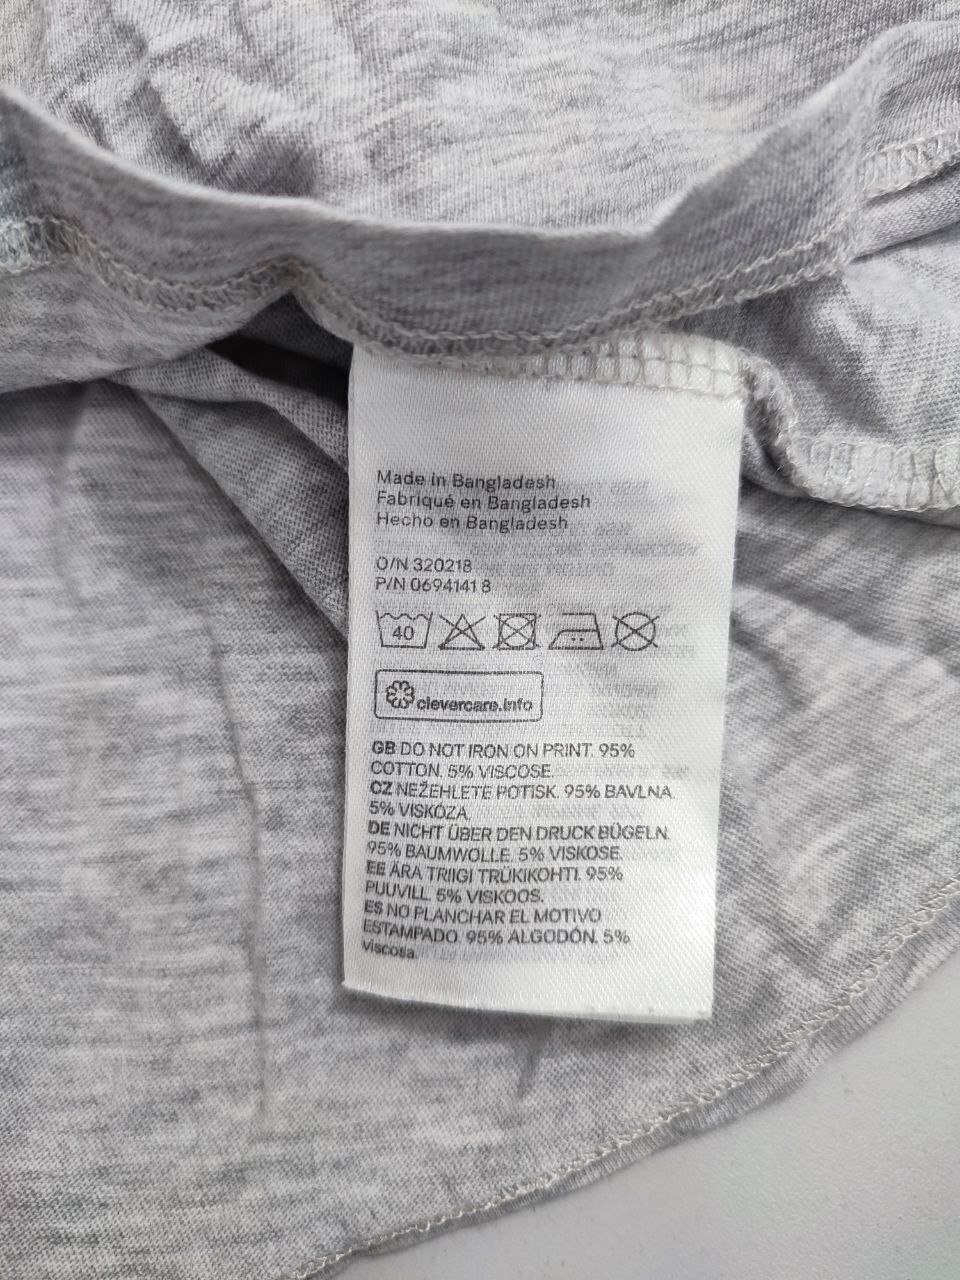 Made in Bangladesh
Fabriqué en Bangladesh
Hecho en Bangladesh
O/N 320218
P/N 0694141 8
40
clevercare.info
GB DO NOT IRON ON PRINT. 95%
COTTON. 5% VISCOSE.
CZ NEŽEHLETE POTISK. 95% BAVLNA.
5% VISKÓZA.
DE NICHT ÜBER DEN DRUCK BÜGELN.
95% BAUMWOLLE. 5% VISKOSE.
EE ÄRA TRIIGI TRÜKIKOHTI. 95%
PUUVILL. 5% VISKOOS.
ES NO PLANCHAR EL MOTIVO
ESTAMPADO. 95% ALGODÓN. 5%
viscosa.